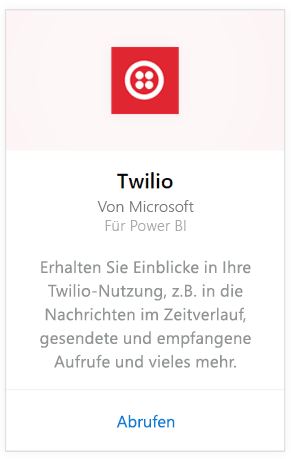 Twilio
Von Microsoft
Für Power BI
Erhalten Sie Einblicke in Ihre
Twilio-Nutzung, z.B. in die
Nachrichten im Zeitverlauf,
gesendete und empfangene
Aufrufe und vieles mehr.
Abrufen